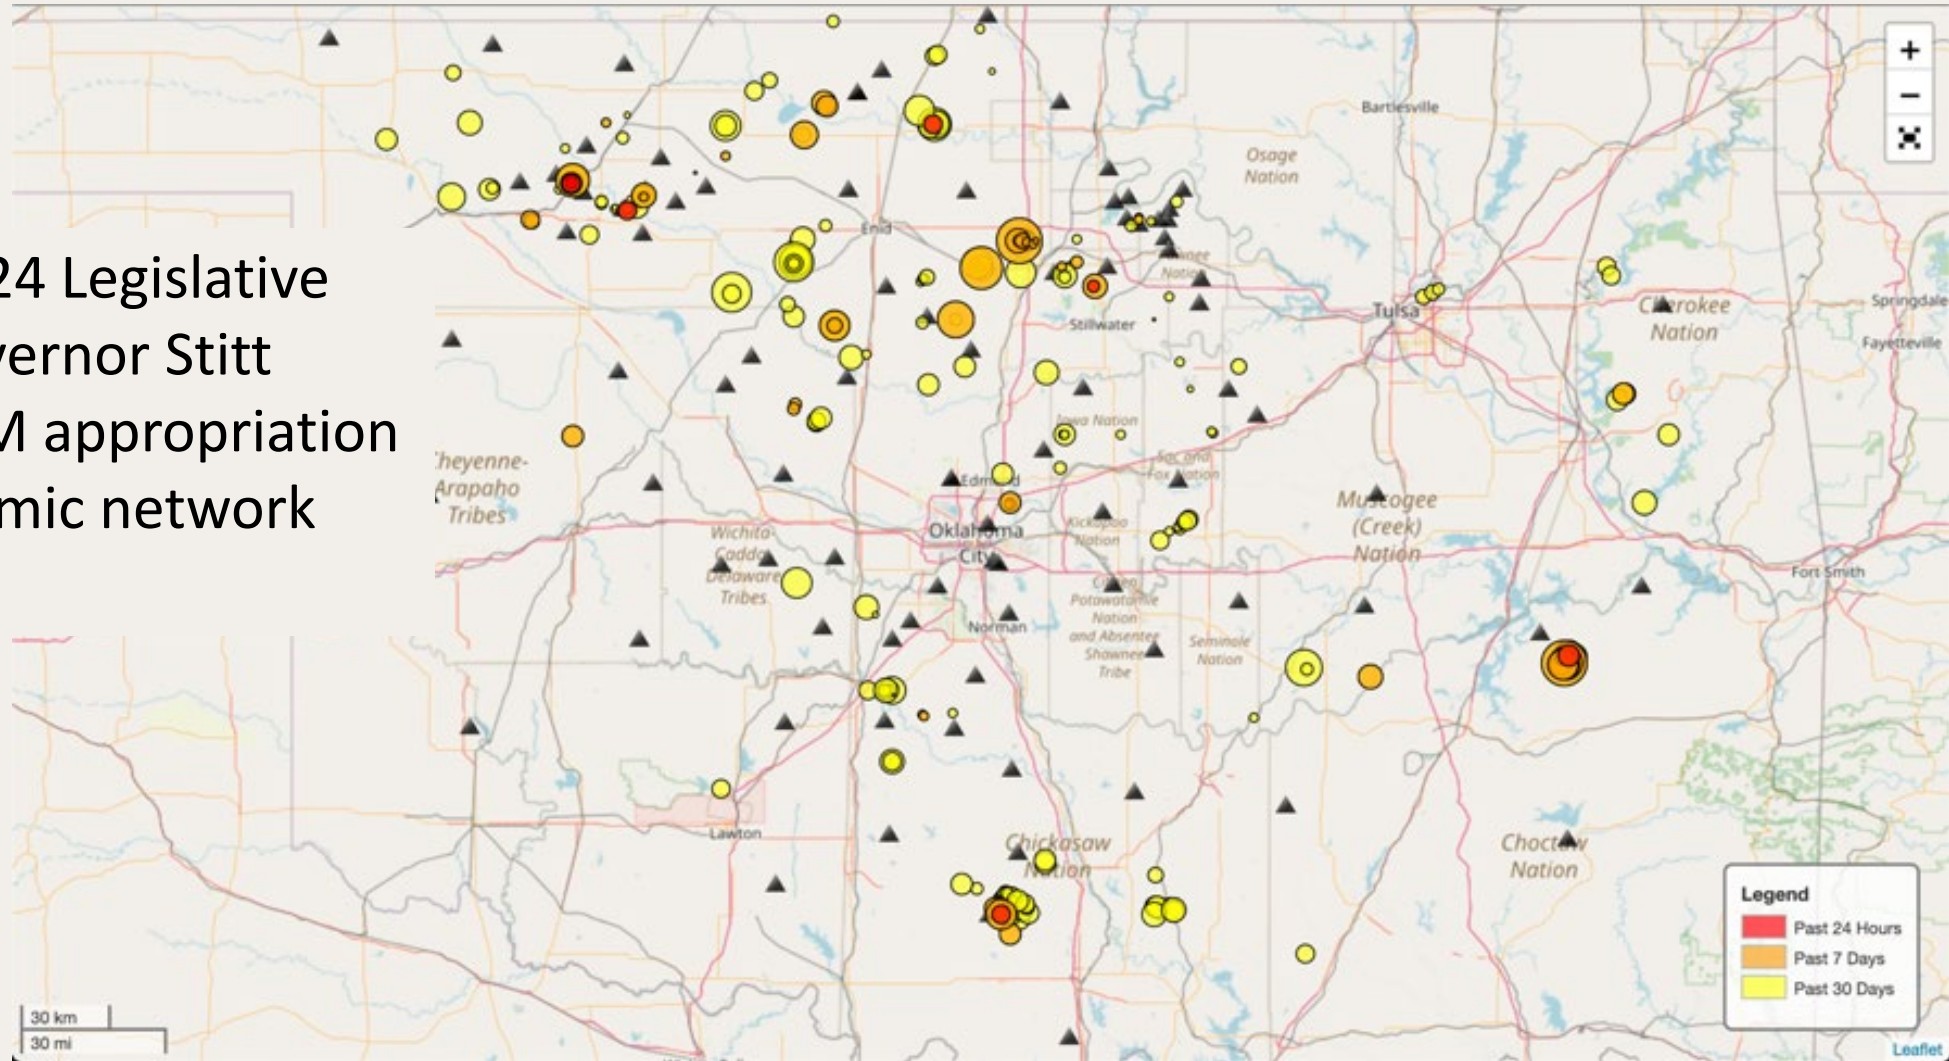 24 Legislative
vernor Stitt
M appropriation
mic network
+
−
Bartlesville
Osage
Nation
Enid
Tulsa
Cherokee
Nation
Springdale
Fayetteville
Stillwater
Iowa Nation
Sac and
Fox Nation
Cheyenne-
Arapaho
Tribes
Edmond
Oklahoma
City
Kickapoo
Nation
Muscogee
(Creek)
Nation
Wichita-
Caddo-
Delaware
Tribes
Fort Smith
Citizen
Potawatomie
Nation
and Absentee
Shawnee
Tribe
Norman
Seminole
Nation
Lawton
Chickasaw
Nation
Choctaw
Nation
Legend
Past 24 Hours
Past 7 Days
Past 30 Days
30 km
30 mi
Leaflet